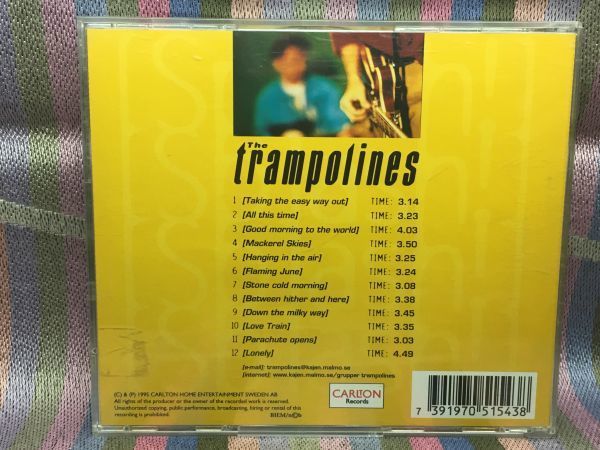 The
trampolines
1 [Taking the easy way out] TIME: 3.14
2 [All this time] TIME: 3.23
3 [Good morning to the world] TIME: 4.03
4 [Mackerel Skies] TIME: 3.50
5 [Hanging in the air] TIME: 3.25
6 [Flaming June] TIME: 3.24
7 [Stone cold morning] TIME: 3.08
8 [Between hither and here] TIME: 3.38
9 [Down the milky way] TIME: 3.45
10 [Love Train] TIME: 3.35
11 [Parachute opens] TIME: 3.03
12 [Lonely] TIME: 4.49
[e-mail]: trampolines@kajen.malmo.se
[internet]: www.kajen.malmo.se/grupper trampolines
(C) & (P) 1995 CARLTON HOME ENTERTAINMENT SWEDEN AB
All rights of the producer or the owner of the recorded work is reserved.
Unauthorized copying, public performance, broadcasting, hiring or rental of this
recording is prohibited.
BIEM/n©b
CARLTON
Records
7 391970 515438